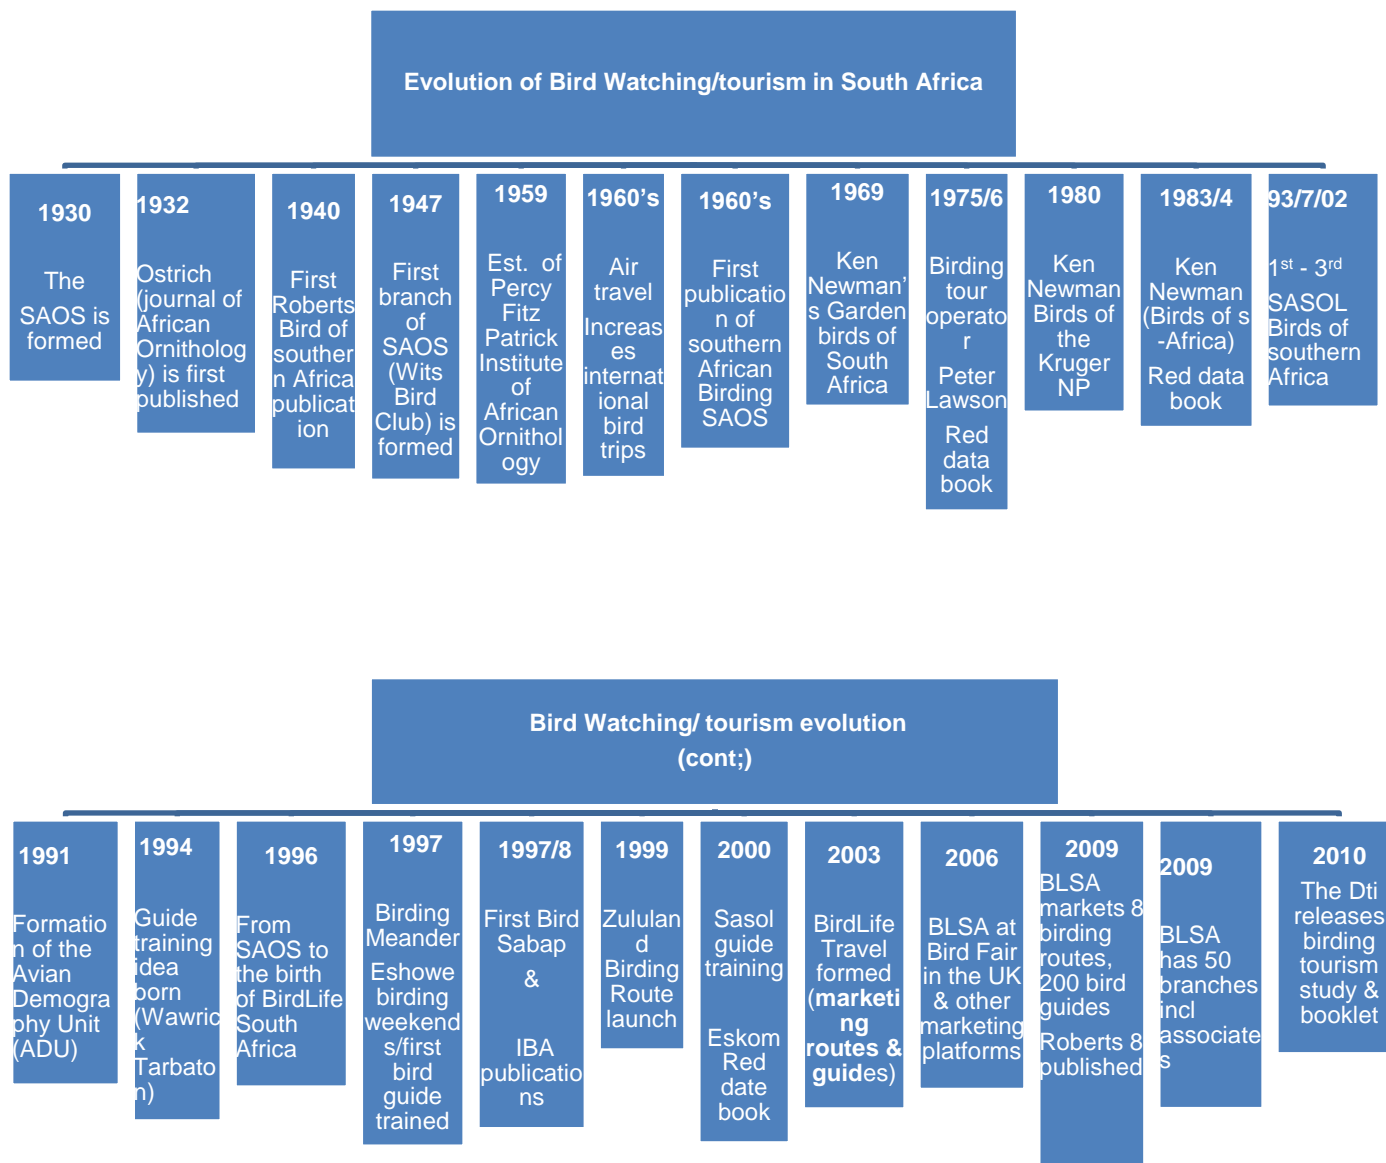 Evolution of Bird Watching/tourism in South Africa
1930
The
SAOS is
formed
1932
Ostrich
(journal of
African
Ornitholog
y) is first
published
1940
First
Roberts
Bird of
souther
n Africa
publicat
ion
1947
First
branch
of
SAOS
(Wits
Bird
Club) is
formed
1959
Est. of
Percy
Fitz
Patrick
Institute
of
African
Ornithol
ogy
1960’s
Air
travel
Increas
es
internat
ional
bird
trips
1960’s
First
publicatio
n of
southern
African
Birding
SAOS
1969
Ken
Newman’
s Garden
birds of
South
Africa
1975/6
Birding
tour
operato
r
Peter
Lawson
Red
data
book
1980
Ken
Newman
Birds of
the
Kruger
NP
1983/4
Ken
Newman
(Birds of s
-Africa)
Red data
book
93/7/02
1st - 3rd
SASOL
Birds of
southern
Africa
Bird Watching/ tourism evolution
(cont;)
1991
Formatio
n of the
Avian
Demogra
phy Unit
(ADU)
1994
Guide
training
idea
born
(Wawric
k
Tarbato
n)
1996
From
SAOS to
the birth
of BirdLife
South
Africa
1997
Birding
Meander
Eshowe
birding
weekend
s/first
bird
guide
trained
1997/8
First Bird
Sabap
&
IBA
publicatio
ns
1999
Zululan
d
Birding
Route
launch
2000
Sasol
guide
training
Eskom
Red
date
book
2003
BirdLife
Travel
formed
(marketi
ng
routes &
guides)
2006
BLSA at
Bird Fair
in the UK
& other
marketing
platforms
2009
BLSA
markets 8
birding
routes,
200 bird
guides
Roberts 8
published
2009
BLSA
has 50
branches
incl
associate
s
2010
The Dti
releases
birding
tourism
study &
booklet